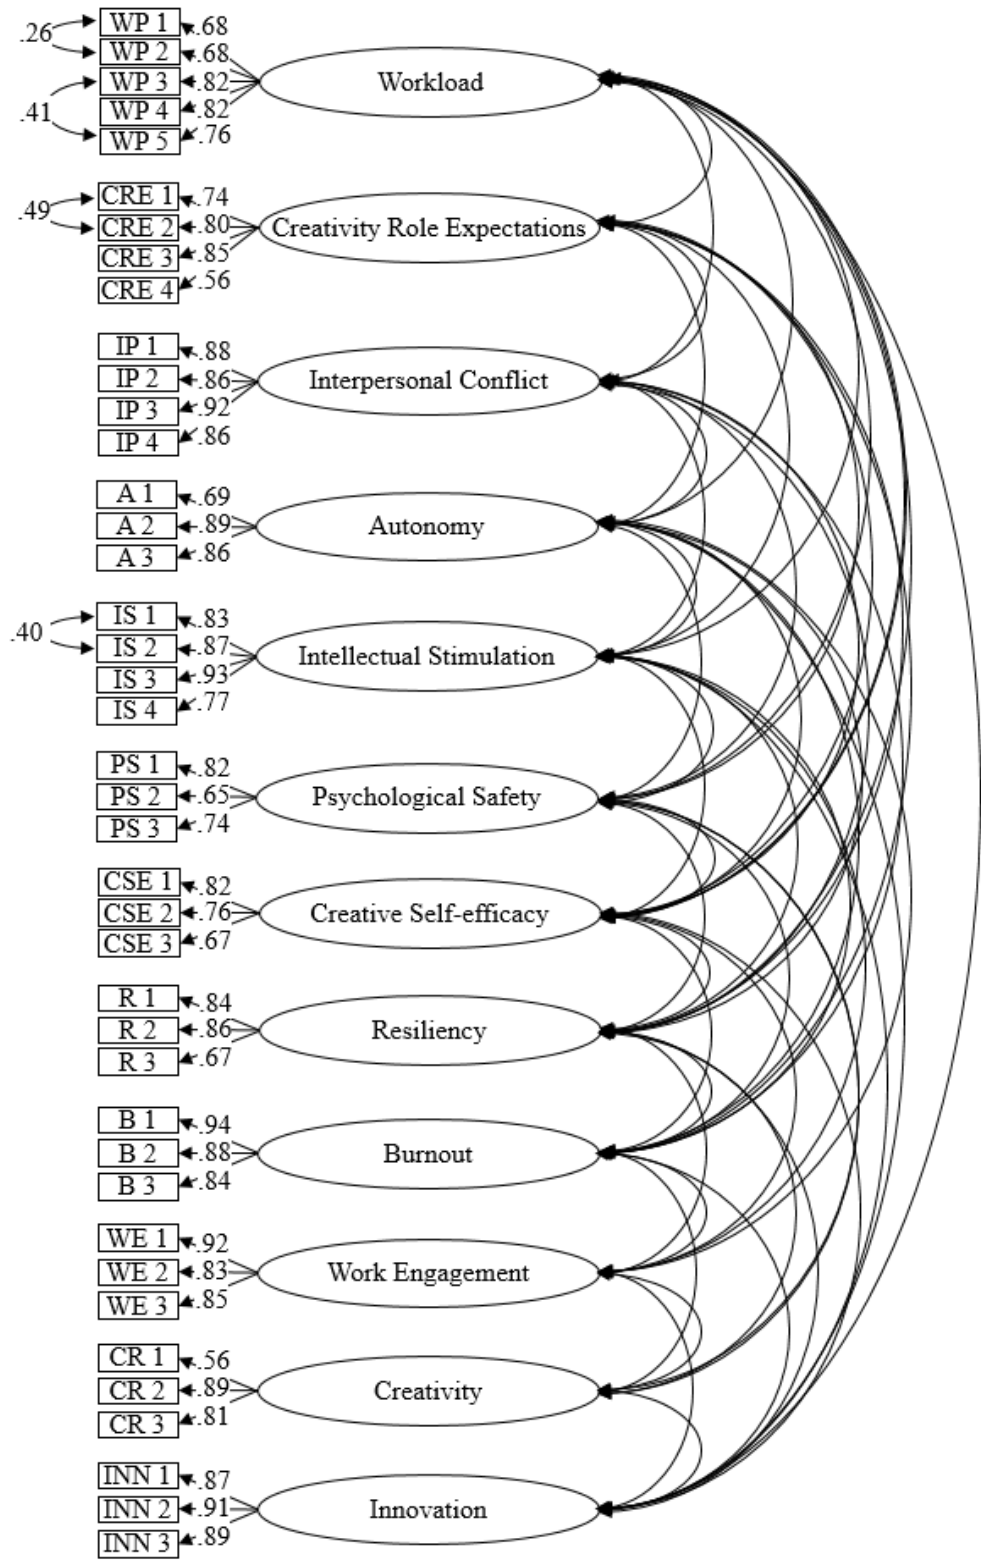 WP 1 .68
.26
WP 2 .68
WP 3 .82 Workload
WP 4 .82
.41
WP 5 .76
CRE 1 .74
.49
CRE 2 .80 Creativity Role Expectations
CRE 3 .85
CRE 4 .56
IP 1 .88
IP 2 .86 Interpersonal Conflict
IP 3 .92
IP 4 .86
A 1 .69
A 2 .89 Autonomy
A 3 .86
IS 1 .83
.40
IS 2 .87 Intellectual Stimulation
IS 3 .93
IS 4 .77
PS 1 .82
PS 2 .65 Psychological Safety
PS 3 .74
CSE 1 .82
CSE 2 .76 Creative Self-efficacy
CSE 3 .67
R 1 .84
R 2 .86 Resiliency
R 3 .67
B 1 .94
B 2 .88 Burnout
B 3 .84
WE 1 .92
WE 2 .83 Work Engagement
WE 3 .85
CR 1 .56
CR 2 .89 Creativity
CR 3 .81
INN 1 .87
INN 2 .91 Innovation
INN 3 .89